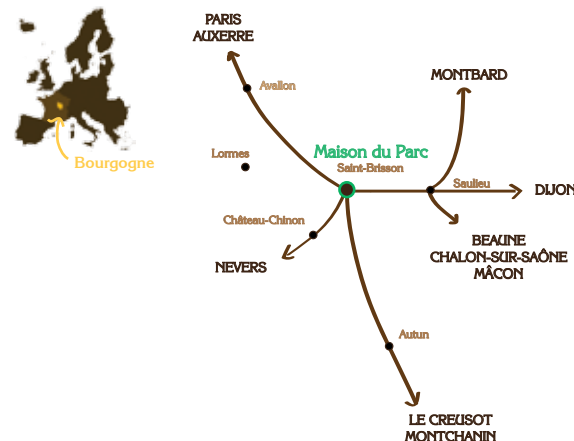 PARIS
AUXERRE
Avallon
MONTBARD
Bourgogne
Lormes
Maison du Parc
Saint-Brisson
Saulieu
DIJON
Château-Chinon
NEVERS
BEAUNE
CHALON-SUR-SAÔNE
MÂCON
Autun
LE CREUSOT
MONTCHANIN